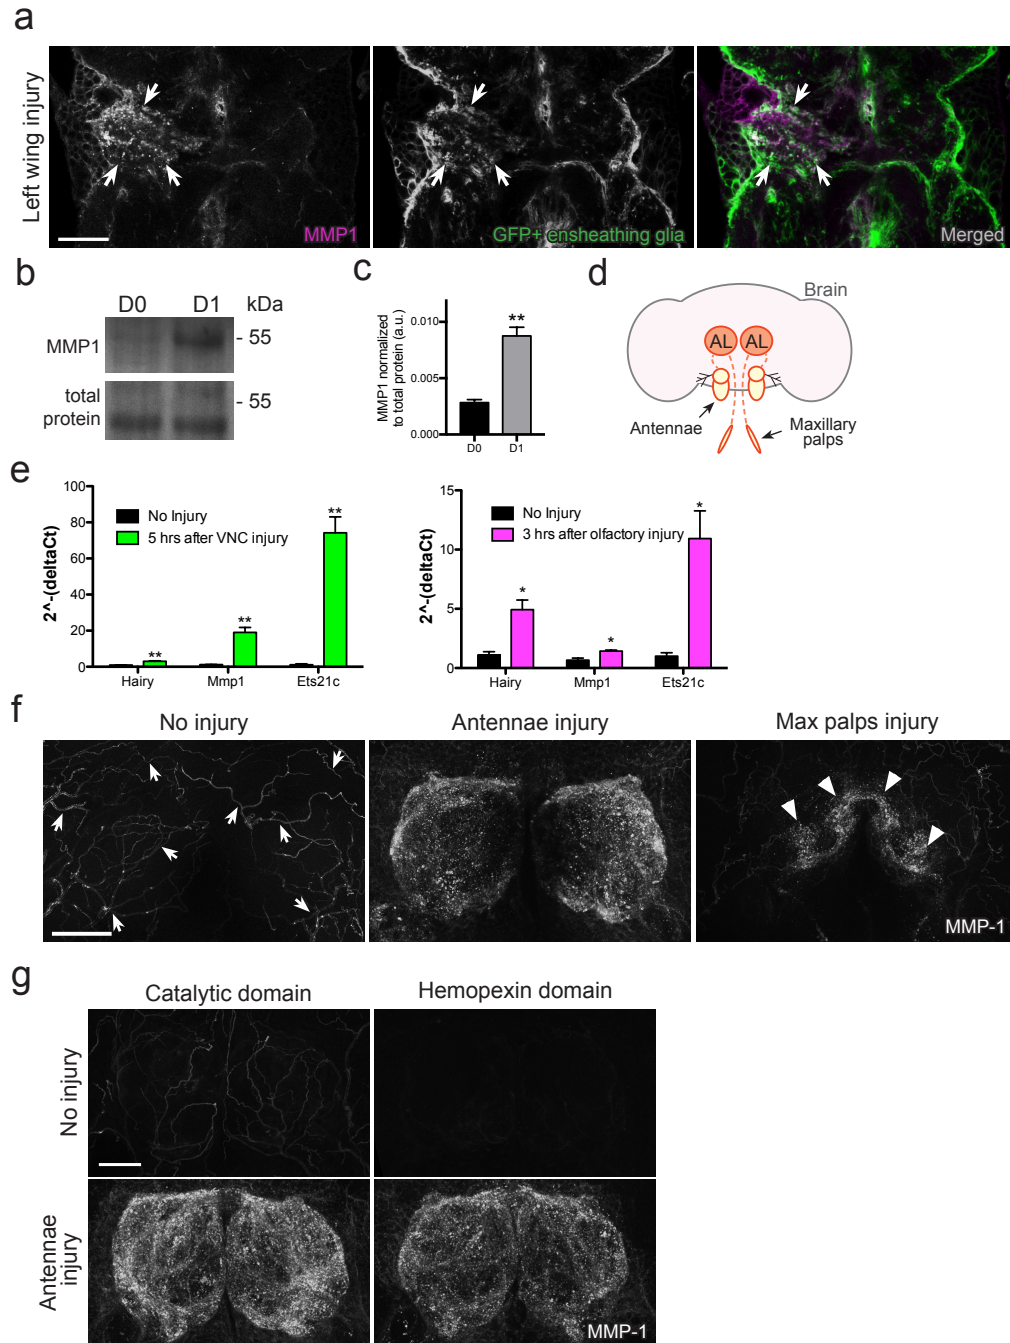 a
Left wing injury
MMP1
GFP+ ensheathing glia
Merged
b
D0 D1 kDa
MMP1
- 55
total
protein
- 55
c
MMP1 normalized
to total protein (a.u.)
0.010
0.005
0.000
**
D0 D1
d
Brain
AL AL
Antennae
Maxillary
palps
e
2^-(deltaCt)
100
80
60
40
20
0
No Injury
5 hrs after VNC injury
**
**
**
Hairy Mmp1 Ets21c
2^-(deltaCt)
15
10
5
0
No Injury
3 hrs after olfactory injury
*
*
*
Hairy Mmp1 Ets21c
f
No injury
Antennae injury
Max palps injury
MMP-1
g
Catalytic domain
Hemopexin domain
No injury
Antennae
injury
MMP-1